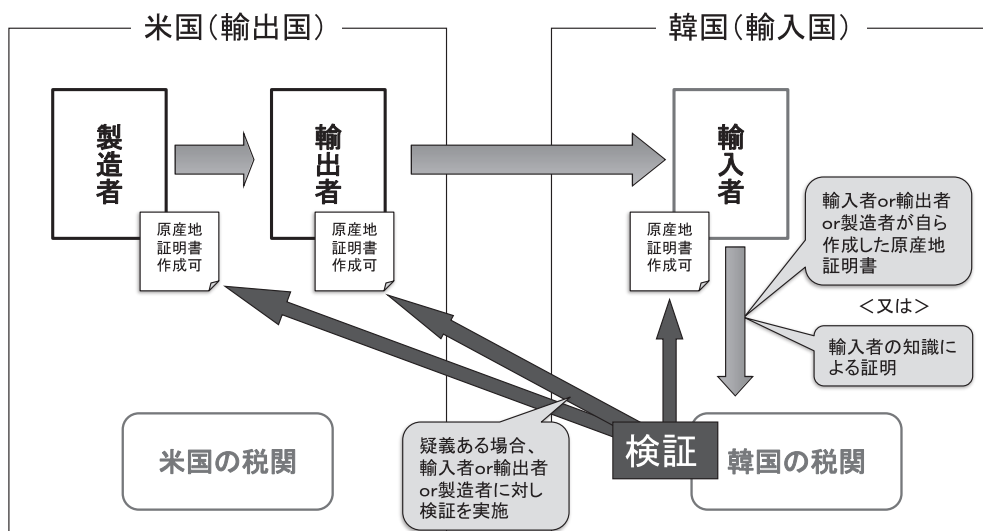 米国(輸出国)
韓国(輸入国)
製造者
輸出者
輸入者
原産地
証明書
作成可
原産地
証明書
作成可
原産地
証明書
作成可
輸入者or輸出者
or製造者が自ら
作成した原産地
証明書
＜又は＞
輸入者の知識に
よる証明
疑義ある場合、
輸入者or輸出者
or製造者に対し
検証を実施
検証
米国の税関
韓国の税関